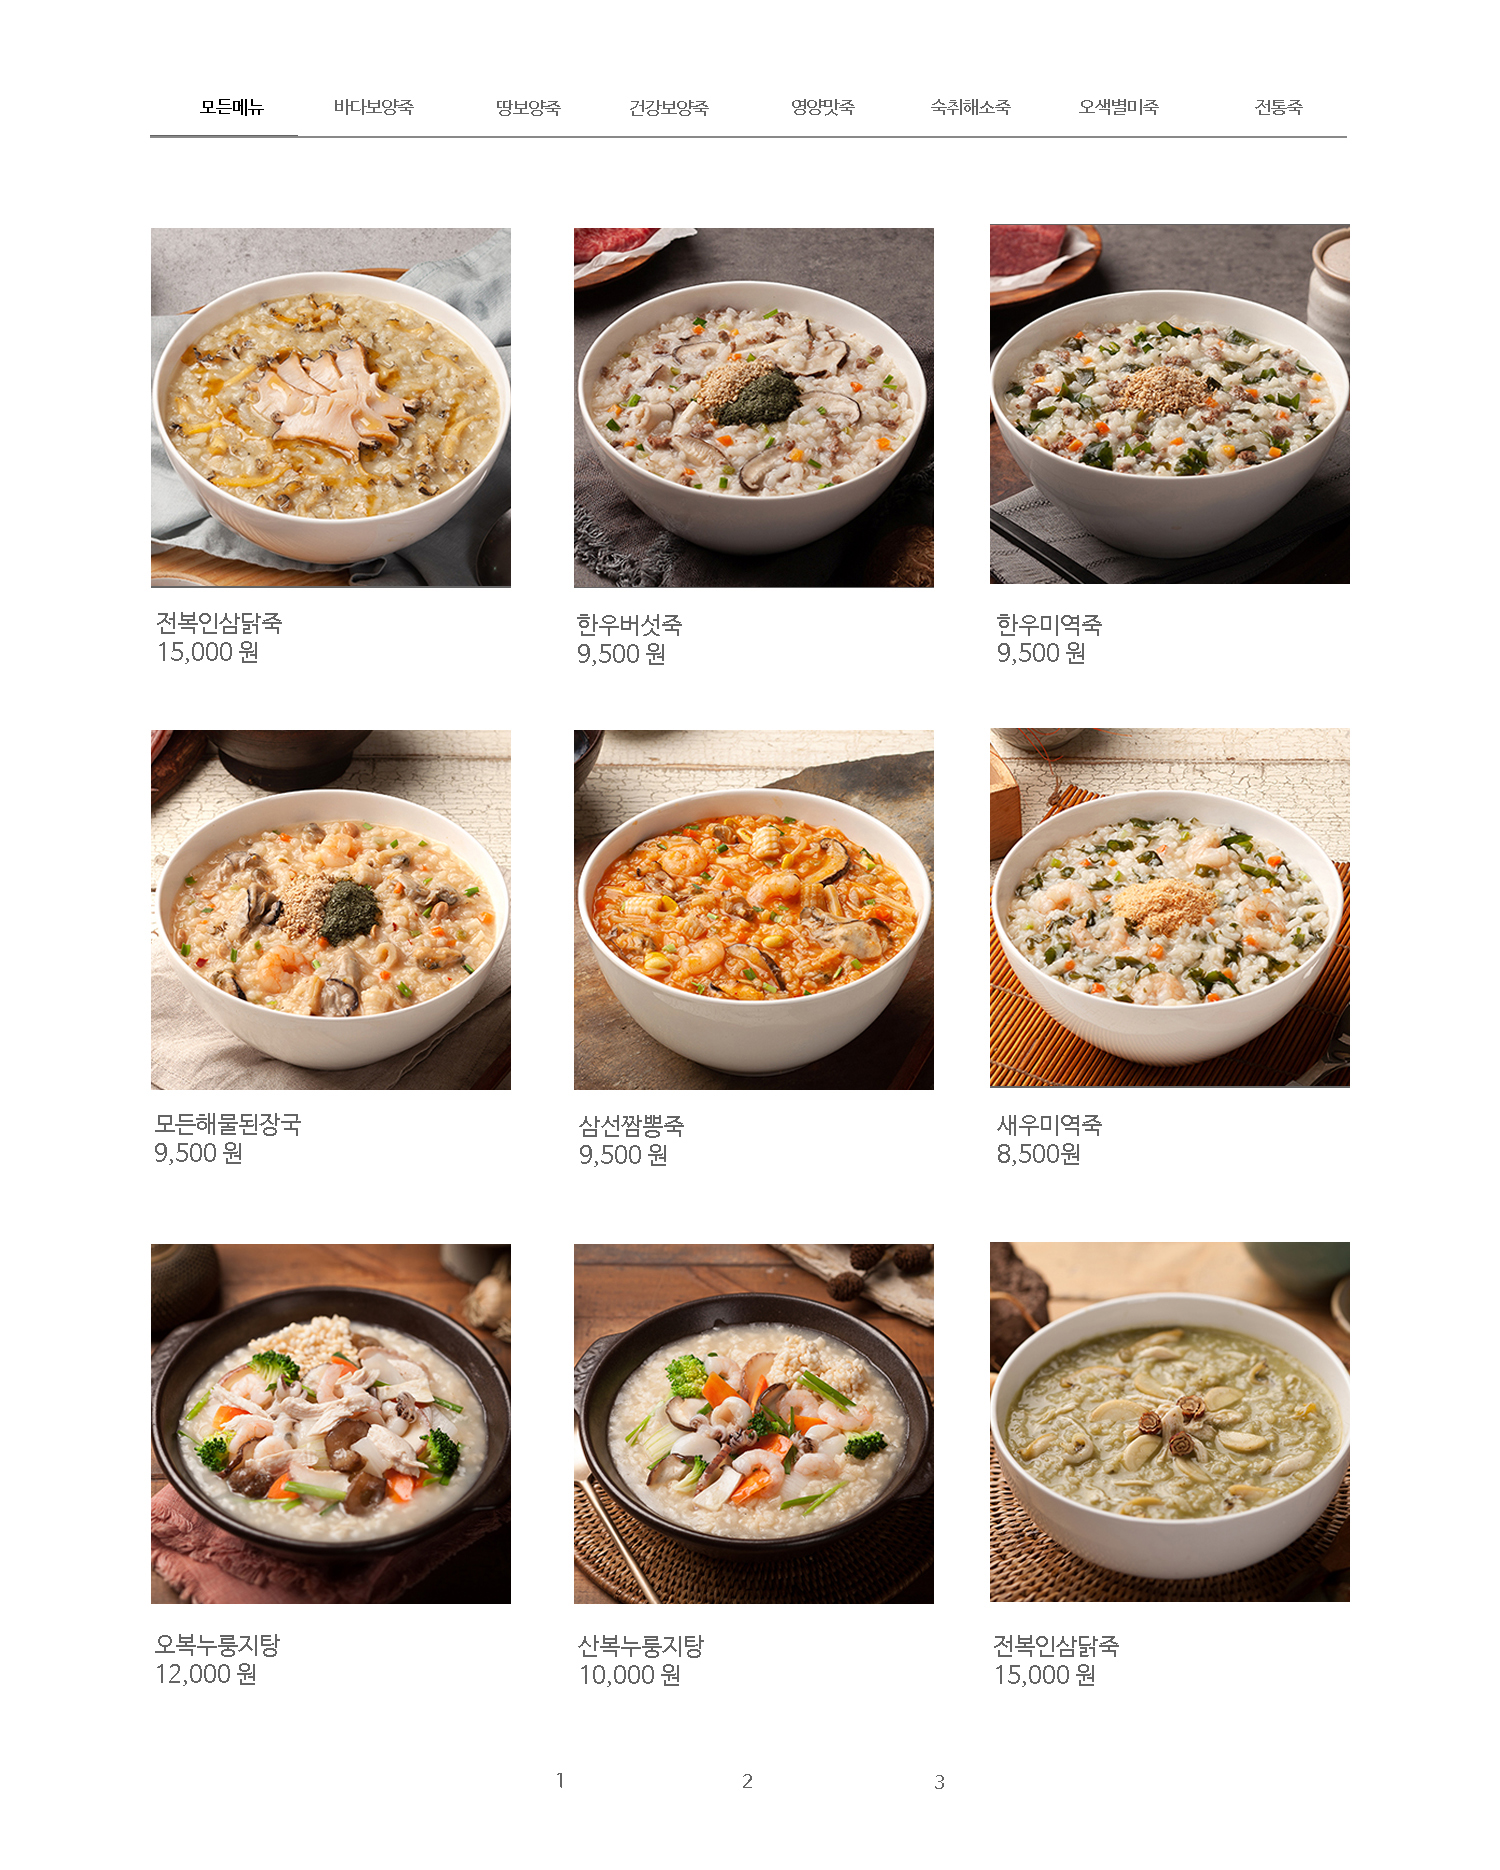 모든메뉴 바다보양죽 땅보양죽 건강보양죽 영양맛죽 숙취해소죽 오색별미죽 전통죽
전복인삼닭죽
15,000 원
한우버섯죽
9,500 원
한우미역죽
9,500 원
모든해물된장국
9,500 원
삼선짬뽕죽
9,500 원
새우미역죽
8,500원
오복누룽지탕
12,000 원
산복누룽지탕
10,000 원
전복인삼닭죽
15,000 원
1 2 3